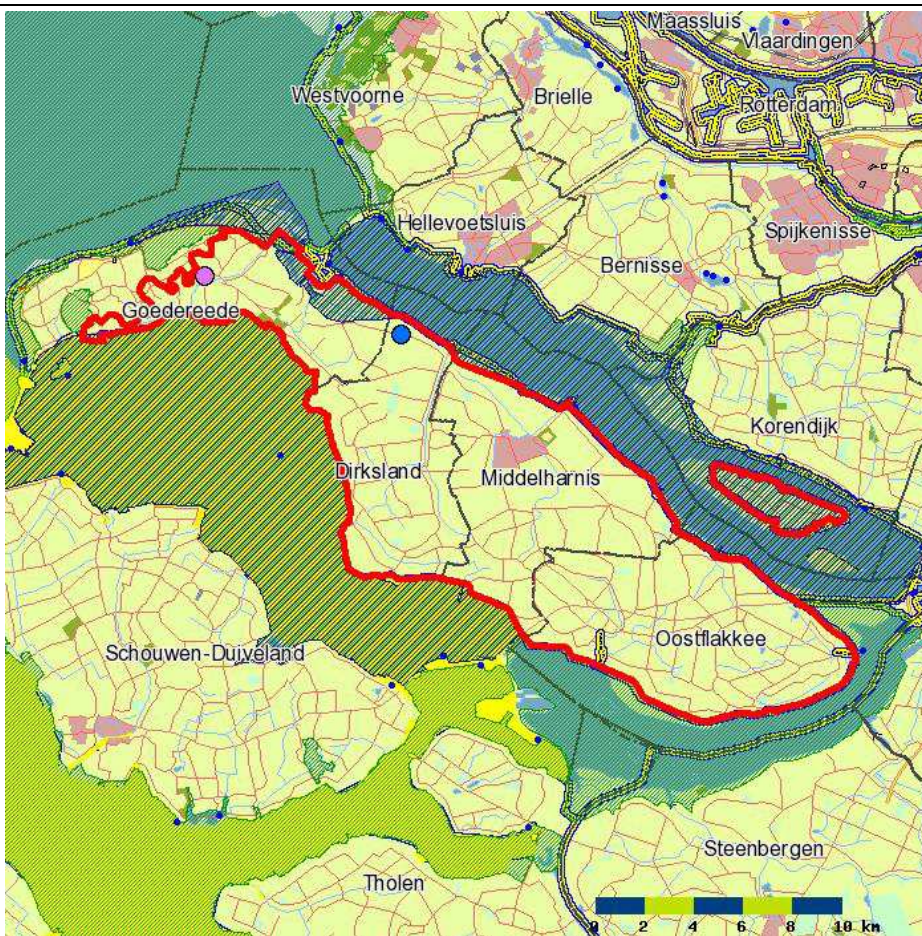 Maassluis
Vlaardingen
Westvoorne
Brielle
Rotterdam
Hellevoetsluis
Spijkenisse
Bernisse
Goedereede
Korendijk
Dirksland
Middelharnis
Oostflakkee
Schouwen-Duiveland
Steenbergen
Tholen
0 2 4 6 8 10 km